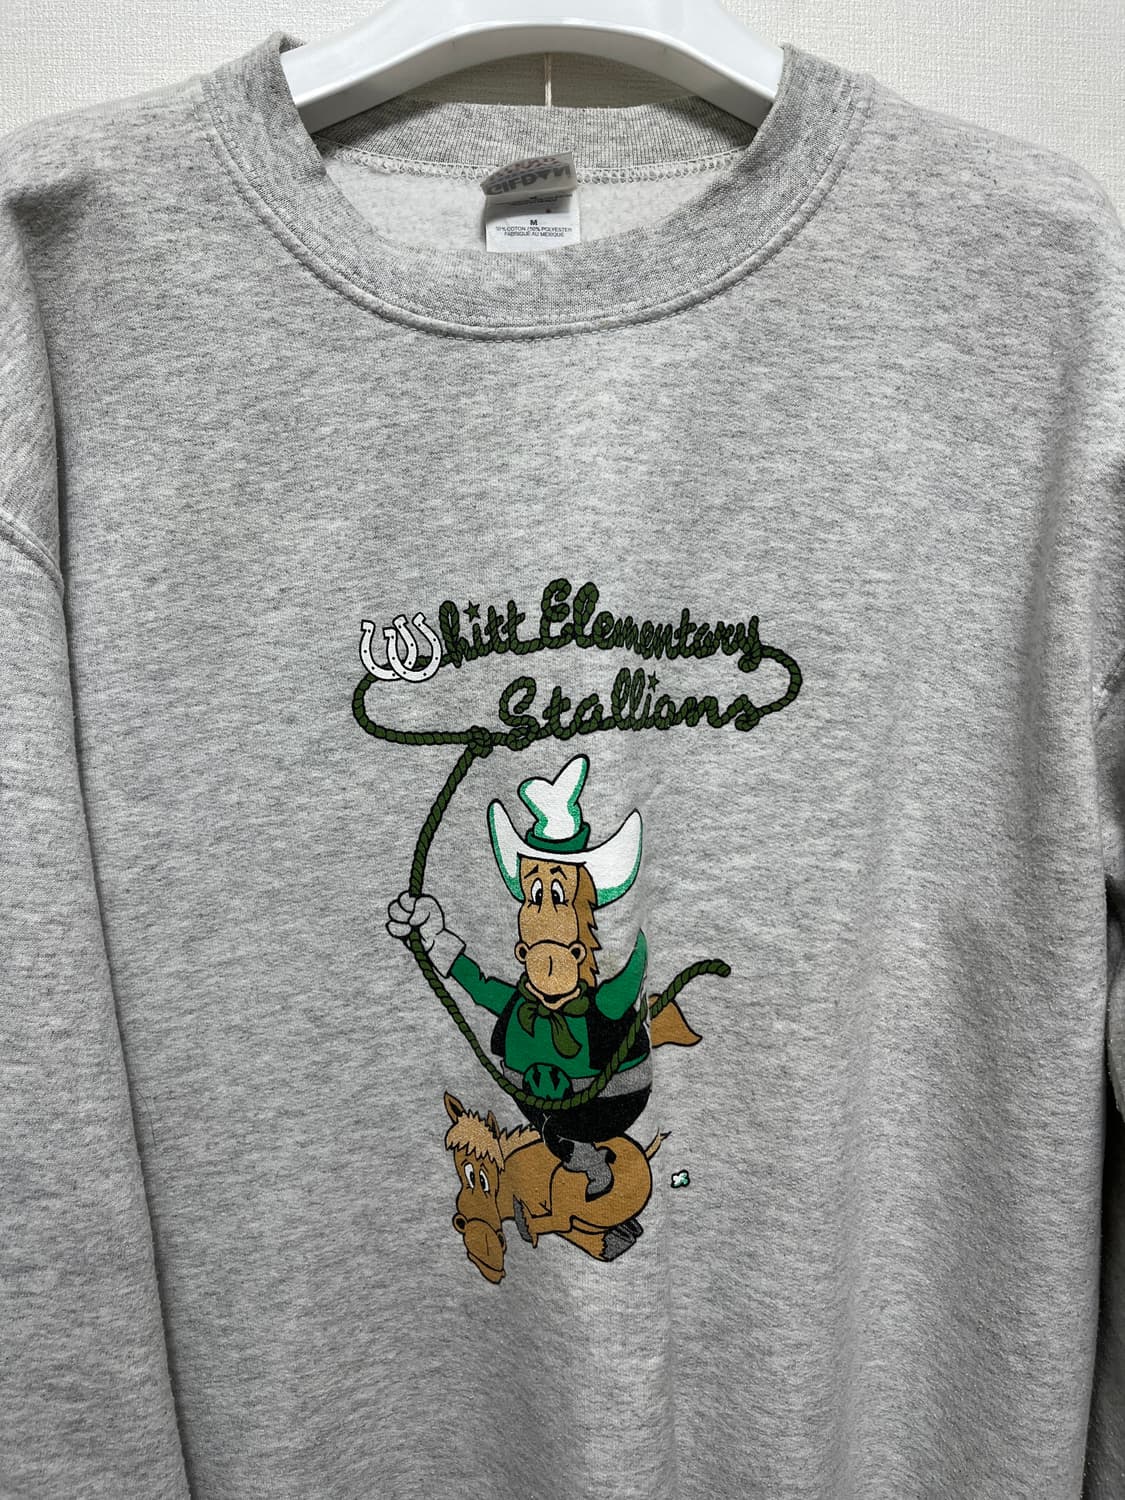 GILDAN
M
50% COTTON / 50% POLYESTER
FABRIQUÉ AU MEXIQUE
Whitt Elementary
Stallions
W